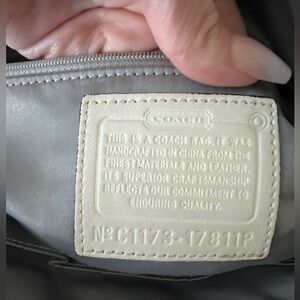 COACH
THIS IS A COACH BAG. IT WAS
HANDCRAFTED IN CHINA FROM THE
FINEST MATERIALS AND LEATHER.
ITS SUPERIOR CRAFTSMANSHIP
REFLECTS OUR COMMITMENT TO
ENDURING QUALITY.
NoC1173-17811P